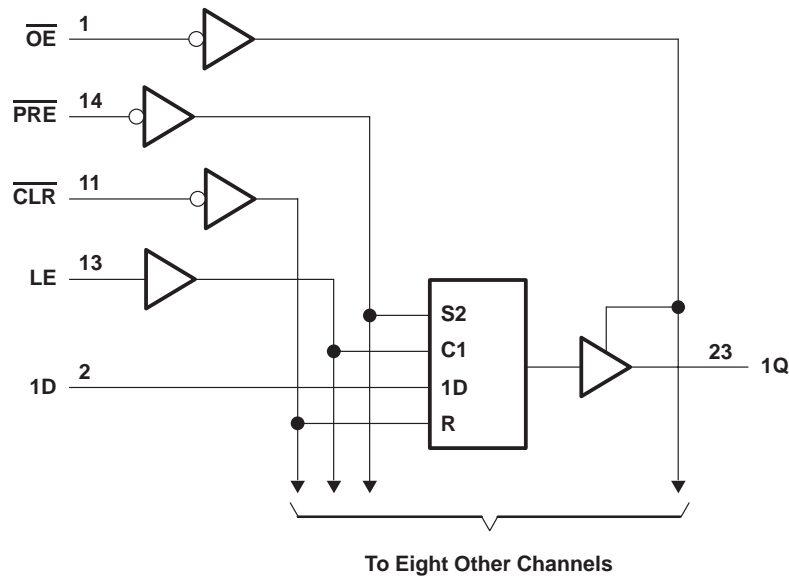 OE 1
PRE 14
CLR 11
LE 13
S2
C1
1D 2
1D
R
23 1Q
To Eight Other Channels